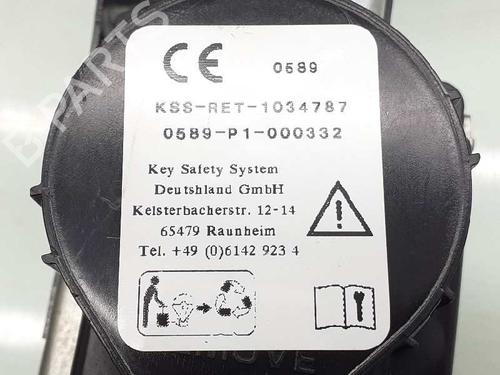 CE 0589
KSS-RET-1034787
0589-P1-000332
Key Safety System
Deutshland GmbH
Kelsterbacherstr. 12-14
65479 Raunheim
Tel. +49 (0)6142 923 4
B-PARTS